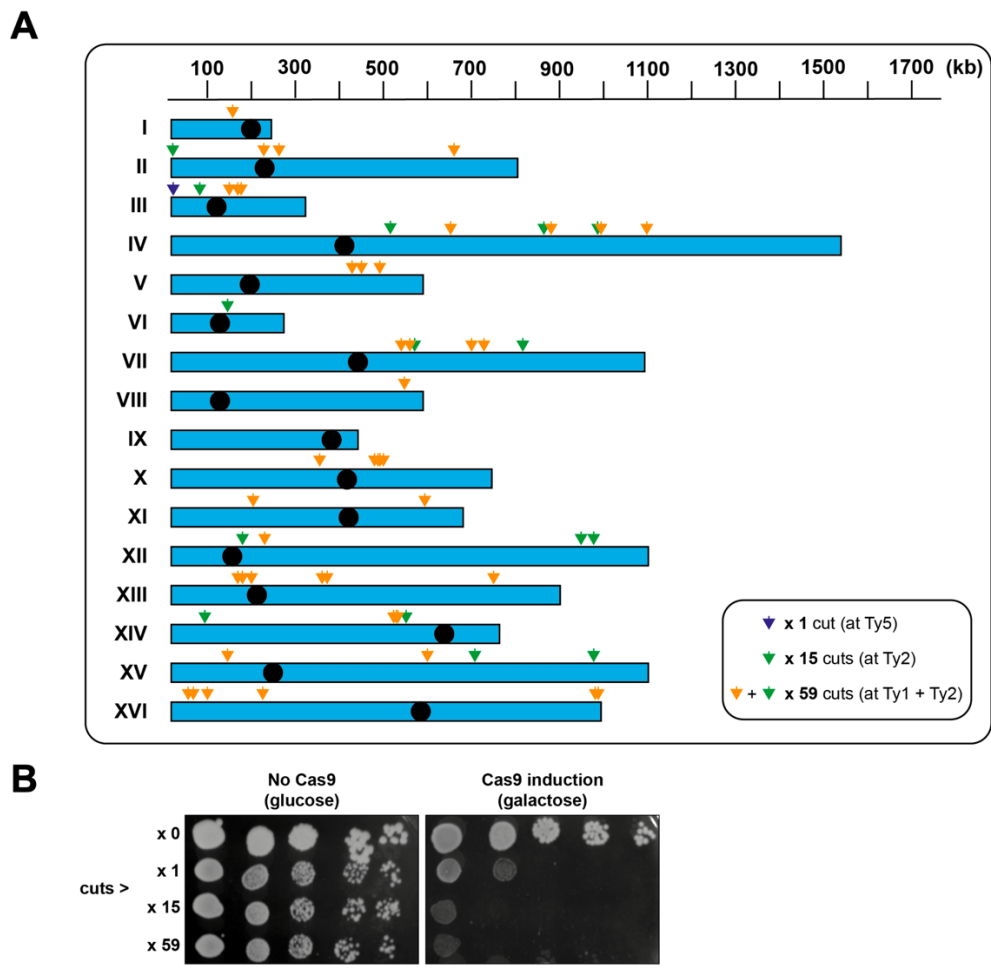 A
100 300 500 700 900 1100 1300 1500 1700 (kb)
I
II
III
IV
V
VI
VII
VIII
IX
X
XI
XII
XIII
XIV
XV
XVI
x 1 cut (at Ty5)
x 15 cuts (at Ty2)
+ x 59 cuts (at Ty1 + Ty2)
B
No Cas9 (glucose)
Cas9 induction (galactose)
cuts >
x 0
x 1
x 15
x 59